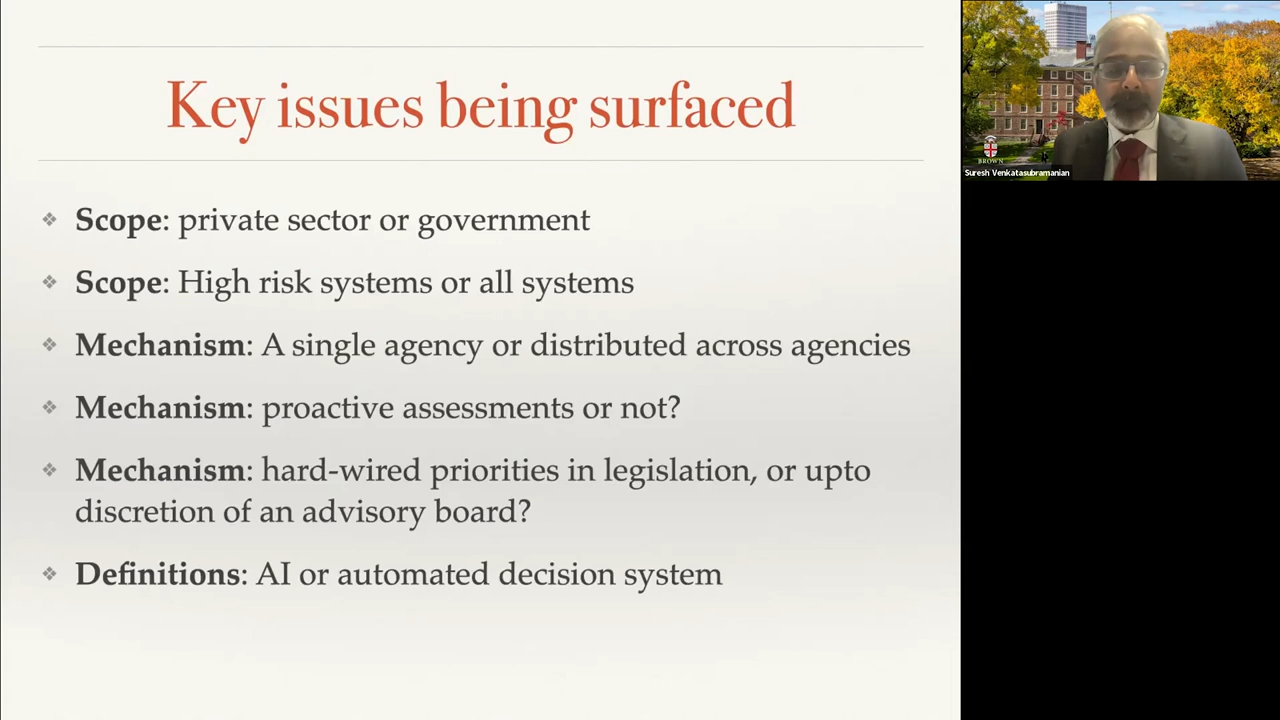 Key issues being surfaced
❖ Scope: private sector or government
❖ Scope: High risk systems or all systems
❖ Mechanism: A single agency or distributed across agencies
❖ Mechanism: proactive assessments or not?
❖ Mechanism: hard-wired priorities in legislation, or upto
discretion of an advisory board?
❖ Definitions: AI or automated decision system
BROWN
Suresh Venkatasubramanian